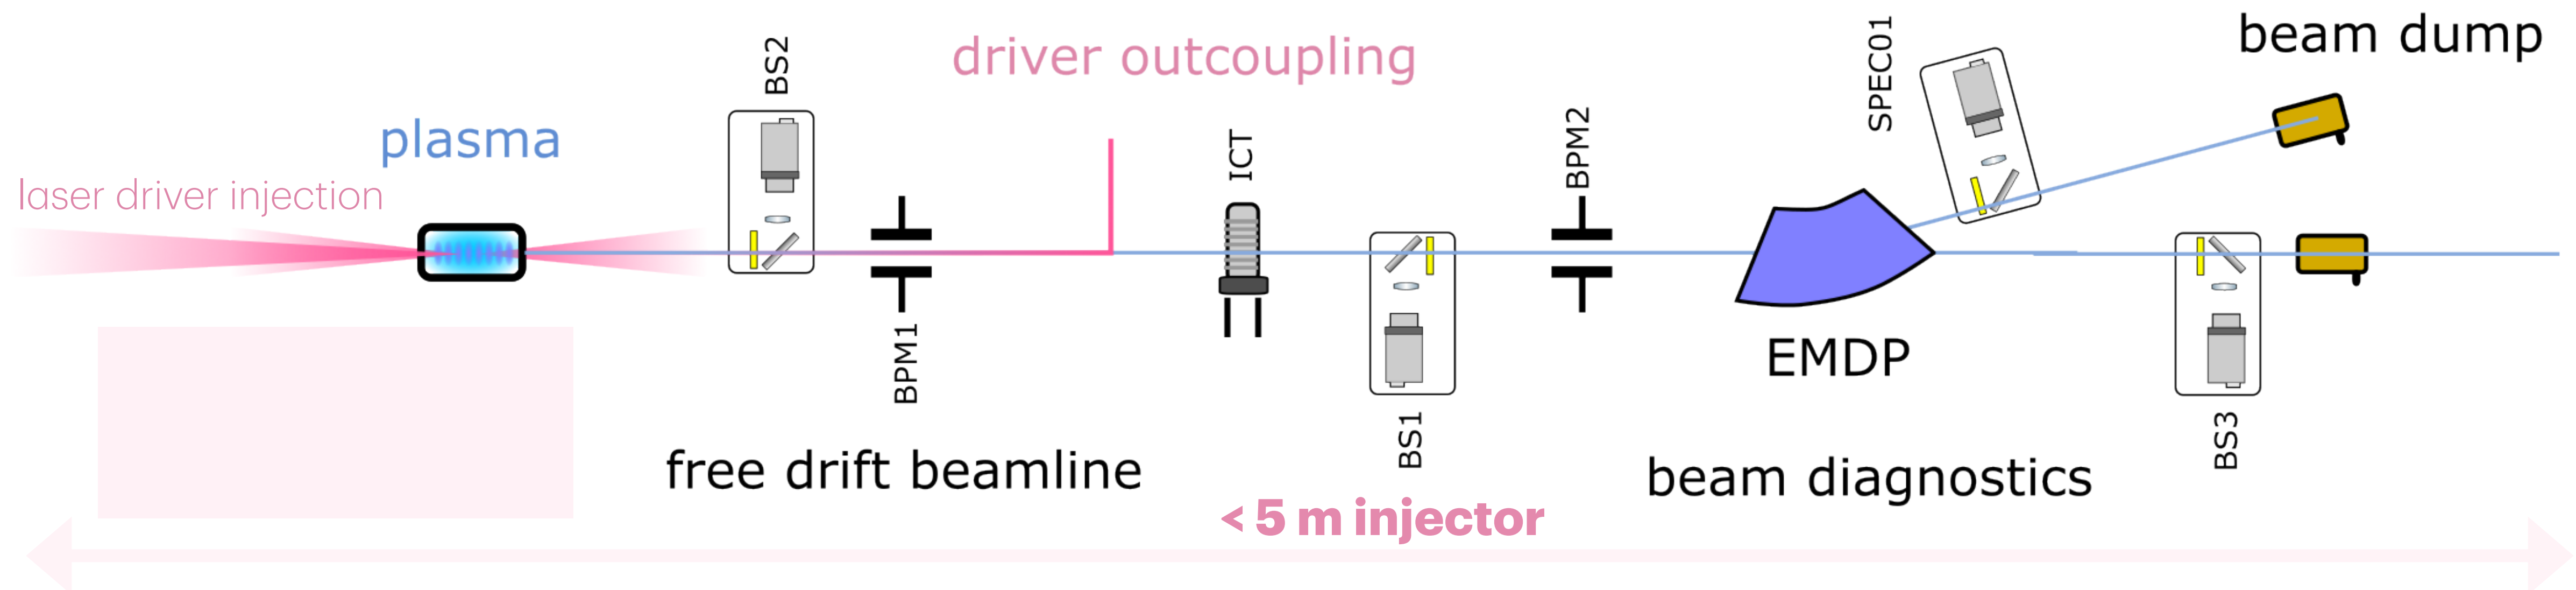 laser driver injection
plasma
BS2
BPM1
driver outcoupling
free drift beamline
ICT
BS1
BPM2
< 5 m injector
EMDP
SPEC01
beam diagnostics
beam dump
BS3